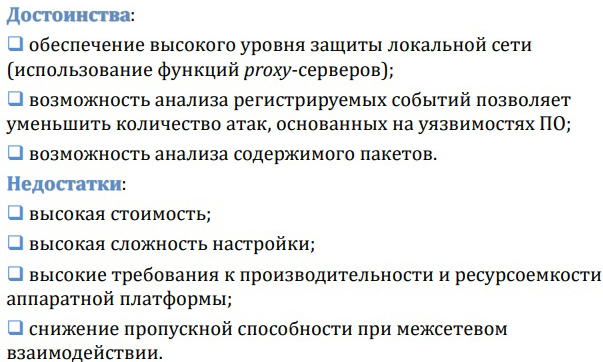 Достоинства:
❑ обеспечение высокого уровня защиты локальной сети
(использование функций proxy-серверов);
❑ возможность анализа регистрируемых событий позволяет
уменьшить количество атак, основанных на уязвимостях ПО;
❑ возможность анализа содержимого пакетов.
Недостатки:
❑ высокая стоимость;
❑ высокая сложность настройки;
❑ высокие требования к производительности и ресурсоемкости
аппаратной платформы;
❑ снижение пропускной способности при межсетевом
взаимодействии.